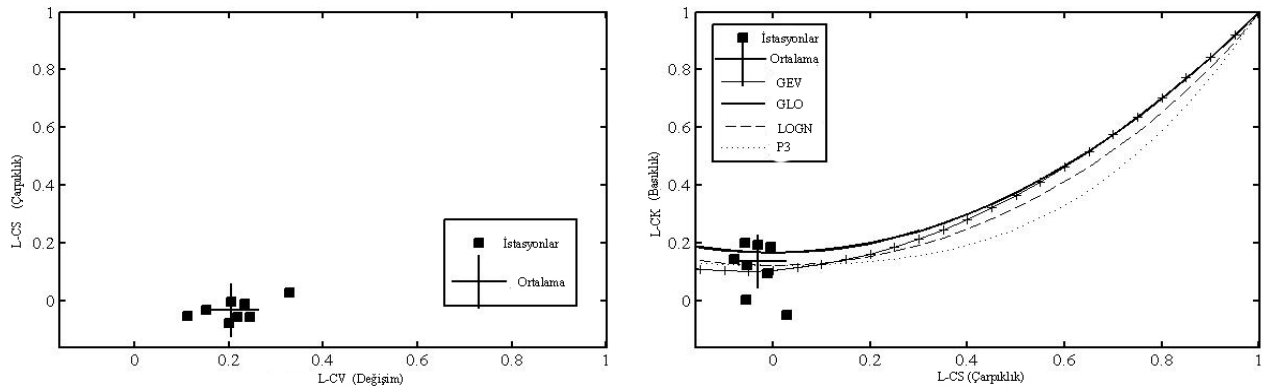 1
0.8
0.6
0.4
0.2
0
L-CS (Çarpıklık)
0 0.2 0.4 0.6 0.8 1
L-CV (Değişim)
İstasyonlar
Ortalama
1
0.8
0.6
0.4
0.2
0
L-CK (Basıklık)
0 0.2 0.4 0.6 0.8 1
L-CS (Çarpıklık)
İstasyonlar
Ortalama
GEV
GLO
LOGN
P3